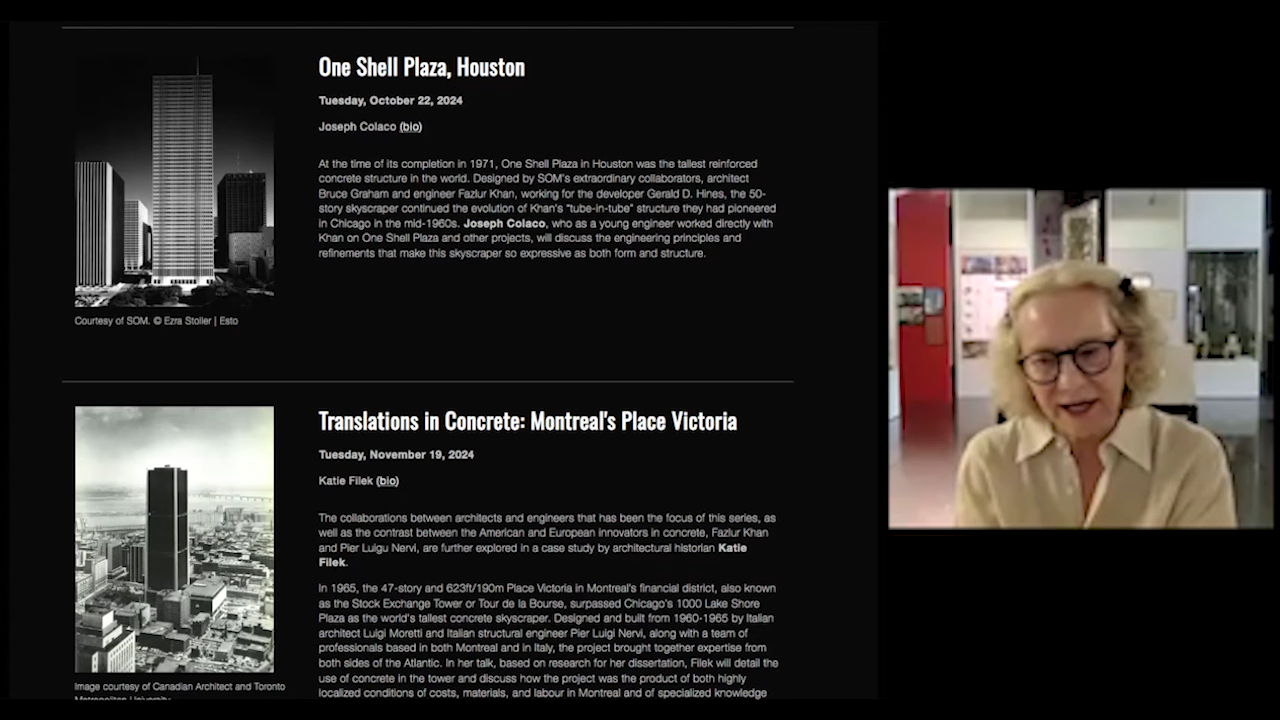 One Shell Plaza, Houston
Tuesday, October 22, 2024
Joseph Colaco (bio)
At the time of its completion in 1971, One Shell Plaza in Houston was the tallest reinforced
concrete structure in the world. Designed by SOM's extraordinary collaborators, architect
Bruce Graham and engineer Fazlur Khan, working for the developer Gerald D. Hines, the 50-
story skyscraper continued the evolution of Khan's "tube-in-tube" structure they had pioneered
in Chicago in the mid-1960s. Joseph Colaco, who as a young engineer worked directly with
Khan on One Shell Plaza and other projects, will discuss the engineering principles and
refinements that make this skyscraper so expressive as both form and structure.
Courtesy of SOM. © Ezra Stoller | Esto
Translations in Concrete: Montreal's Place Victoria
Tuesday, November 19, 2024
Katie Filek (bio)
The collaborations between architects and engineers that has been the focus of this series, as
well as the contrast between the American and European innovators in concrete, Fazlur Khan
and Pier Luigu Nervi, are further explored in a case study by architectural historian Katie
Filek.
In 1965, the 47-story and 623ft/190m Place Victoria in Montreal's financial district, also known
as the Stock Exchange Tower or Tour de la Bourse, surpassed Chicago's 1000 Lake Shore
Plaza as the world's tallest concrete skyscraper. Designed and built from 1960-1965 by Italian
architect Luigi Moretti and Italian structural engineer Pier Luigi Nervi, along with a team of
professionals based in both Montreal and in Italy, the project brought together expertise from
both sides of the Atlantic. In her talk, based on research for her dissertation, Filek will detail the
use of concrete in the tower and discuss how the project was the product of both highly
localized conditions of costs, materials, and labour in Montreal and of specialized knowledge
Image courtesy of Canadian Architect and Toronto
Metropolitan University